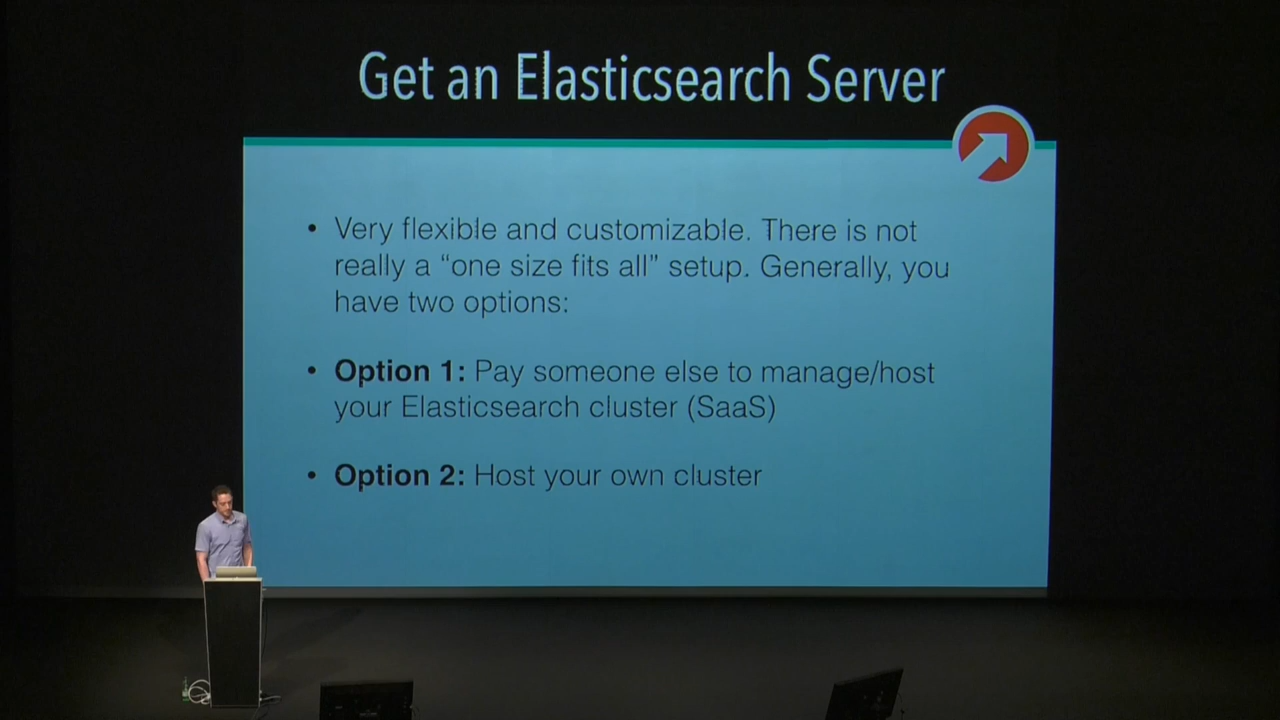 Get an Elasticsearch Server
• Very flexible and customizable. There is not
really a “one size fits all” setup. Generally, you
have two options:
• Option 1: Pay someone else to manage/host
your Elasticsearch cluster (SaaS)
• Option 2: Host your own cluster